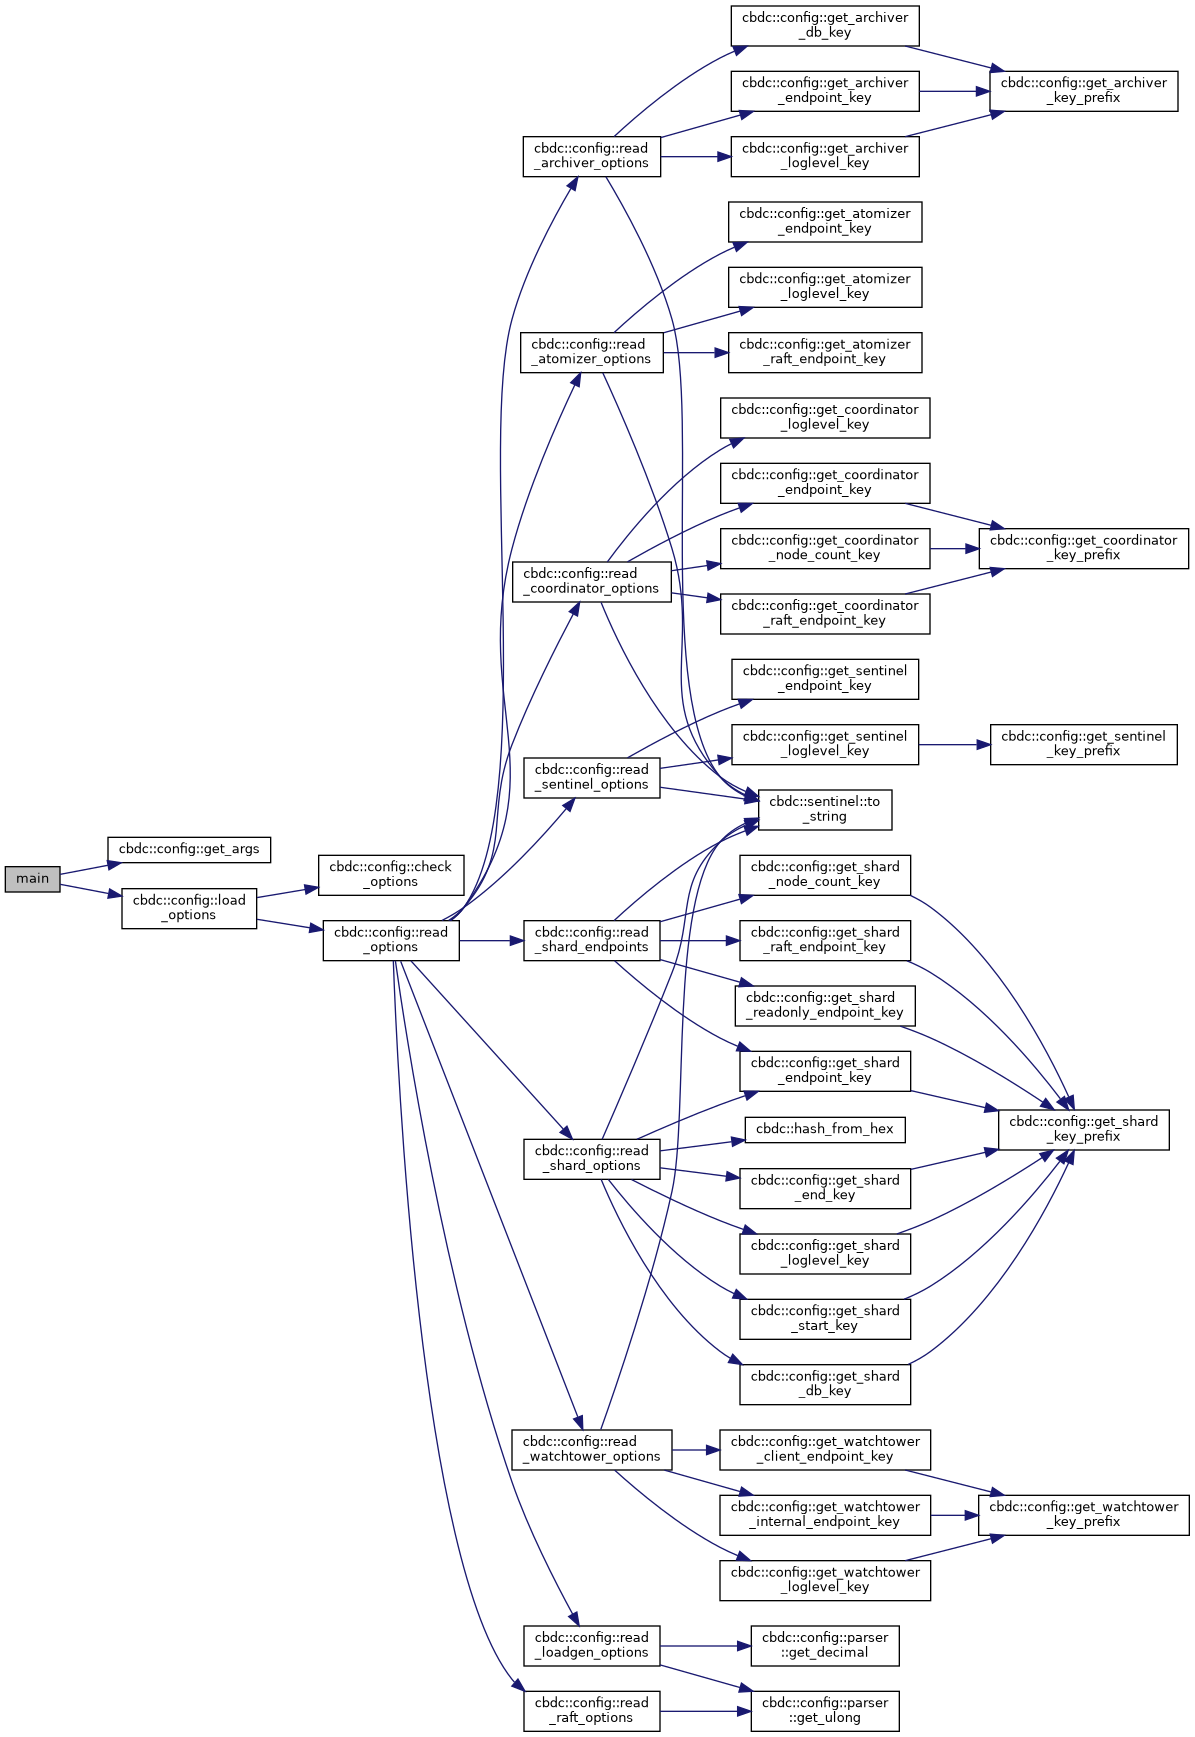 cbdc::config::get_archiver
_db_key
cbdc::config::get_archiver
_endpoint_key
cbdc::config::get_archiver
_key_prefix
cbdc::config::read
_archiver_options
cbdc::config::get_archiver
_loglevel_key
cbdc::config::get_atomizer
_endpoint_key
cbdc::config::get_atomizer
_loglevel_key
cbdc::config::read
_atomizer_options
cbdc::config::get_atomizer
_raft_endpoint_key
cbdc::config::get_coordinator
_loglevel_key
cbdc::config::get_coordinator
_endpoint_key
cbdc::config::get_coordinator
_node_count_key
cbdc::config::get_coordinator
_key_prefix
cbdc::config::read
_coordinator_options
cbdc::config::get_coordinator
_raft_endpoint_key
cbdc::config::get_sentinel
_endpoint_key
cbdc::config::get_sentinel
_loglevel_key
cbdc::config::get_sentinel
_key_prefix
cbdc::config::read
_sentinel_options
cbdc::sentinel::to
_string
main
cbdc::config::get_args
cbdc::config::load
_options
cbdc::config::check
_options
cbdc::config::read
_options
cbdc::config::get_shard
_node_count_key
cbdc::config::read
_shard_endpoints
cbdc::config::get_shard
_raft_endpoint_key
cbdc::config::get_shard
_readonly_endpoint_key
cbdc::config::get_shard
_endpoint_key
cbdc::config::get_shard
_key_prefix
cbdc::hash_from_hex
cbdc::config::read
_shard_options
cbdc::config::get_shard
_end_key
cbdc::config::get_shard
_loglevel_key
cbdc::config::get_shard
_start_key
cbdc::config::get_shard
_db_key
cbdc::config::read
_watchtower_options
cbdc::config::get_watchtower
_client_endpoint_key
cbdc::config::get_watchtower
_internal_endpoint_key
cbdc::config::get_watchtower
_key_prefix
cbdc::config::get_watchtower
_loglevel_key
cbdc::config::read
_loadgen_options
cbdc::config::parser
::get_decimal
cbdc::config::read
_raft_options
cbdc::config::parser
::get_ulong